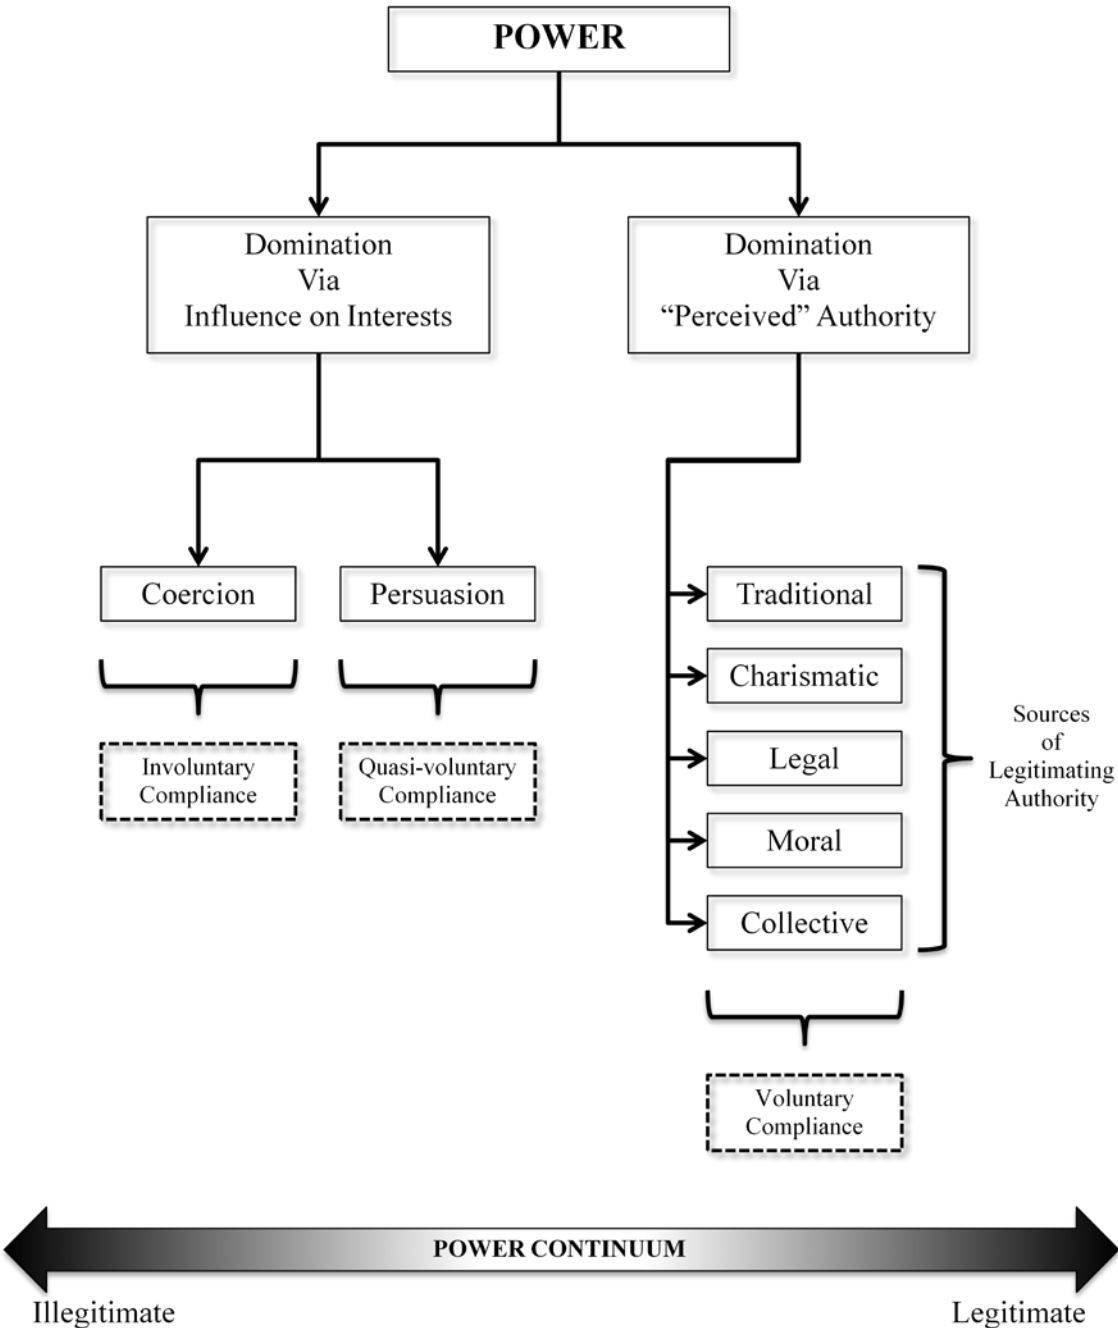 POWER
Domination
Via
Influence on Interests
Domination
Via
“Perceived” Authority
Coercion
Persuasion
Involuntary
Compliance
Quasi-voluntary
Compliance
Traditional
Charismatic
Legal
Moral
Collective
Sources
of
Legitimating
Authority
Voluntary
Compliance
POWER CONTINUUM
Illegitimate
Legitimate